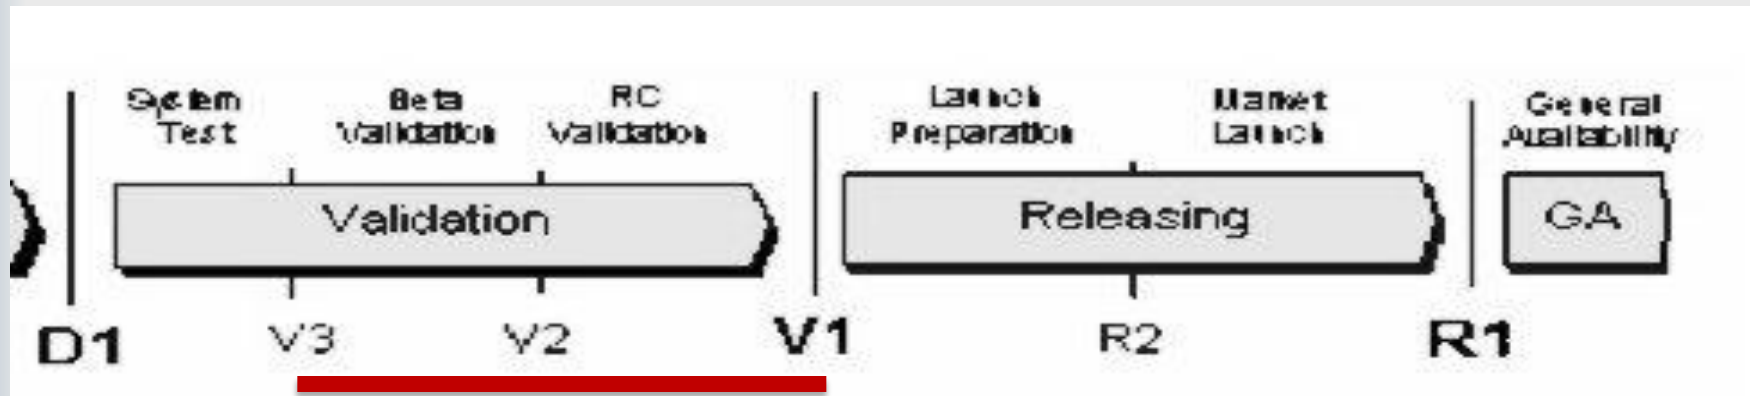 System
Test
Beta
Validation
RC
Validation
Launch
Preparation
Market
Launch
General
Availability
Validation
Releasing
GA
D1
V3
V2
V1
R2
R1